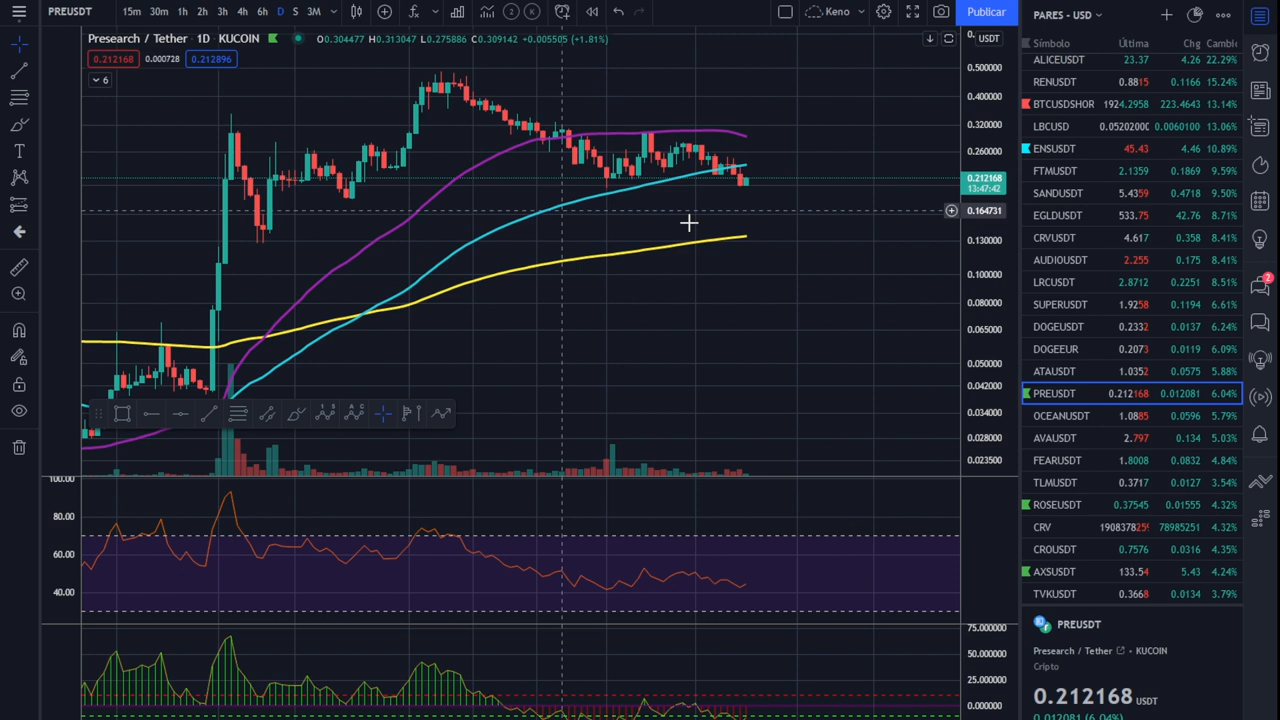 PREUSDT 15m 30m 1h 2h 3h 4h 6h D S 3M Keno Publicar
Presearch / Tether · 1D · KUCOIN O0.304477 H0.313047 L0.275886 C0.309142 +0.005505 (+1.81%) USDT
0.212168 0.000728 0.212896
6
0.500000
0.400000
0.320000
0.260000
0.212168
13:47:42
0.164731
0.130000
0.100000
0.080000
0.065000
0.050000
0.042000
0.034000
0.028000
0.023500
100.00
80.00
60.00
40.00
75.000000
50.000000
25.000000
0.000000
PARES - USD
Símbolo Última Chg Cambio
ALICEUSDT 23.37 4.26 22.29%
RENUSDT 0.8815 0.1166 15.24%
BTCUSDSHOR 1924.2958 223.4643 13.14%
LBCUSD 0.05202000 0.0060100 13.06%
ENSUSDT 45.43 4.46 10.89%
FTMUSDT 2.1359 0.1869 9.59%
SANDUSDT 5.4359 0.4718 9.50%
EGLDUSDT 533.75 42.76 8.71%
CRVUSDT 4.617 0.358 8.41%
AUDIOUSDT 2.255 0.175 8.41%
LRCUSDT 2.8712 0.2251 8.51%
SUPERUSDT 1.9258 0.1194 6.61%
DOGEUSDT 0.2332 0.0137 6.24%
DOGEEUR 0.2073 0.0119 6.09%
ATAUSDT 1.0352 0.0575 5.88%
PREUSDT 0.212168 0.012081 6.04%
OCEANUSDT 1.0885 0.0596 5.79%
AVAUSDT 2.797 0.134 5.03%
FEARUSDT 1.8008 0.0832 4.84%
TLMUSDT 0.3717 0.0127 3.54%
ROSEUSDT 0.37545 0.01555 4.32%
CRV 1908378259 78985251 4.32%
CROUSDT 0.7576 0.0316 4.35%
AXSUSDT 133.54 5.43 4.24%
TVKUSDT 0.3668 0.0134 3.79%
2
PREUSDT
Presearch / Tether • KUCOIN
Cripto
0.212168 USDT
0.012081 (6.04%)